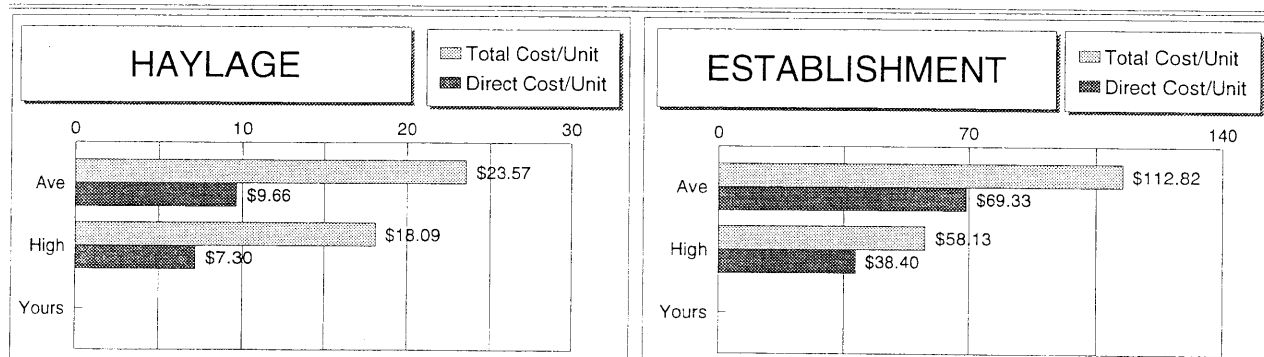 HAYLAGE
Total Cost/Unit
Direct Cost/Unit
0 10 20 30
Ave
$23.57
$9.66
High
$18.09
$7.30
Yours
ESTABLISHMENT
Total Cost/Unit
Direct Cost/Unit
0 70 140
Ave
$112.82
$69.33
High
$58.13
$38.40
Yours